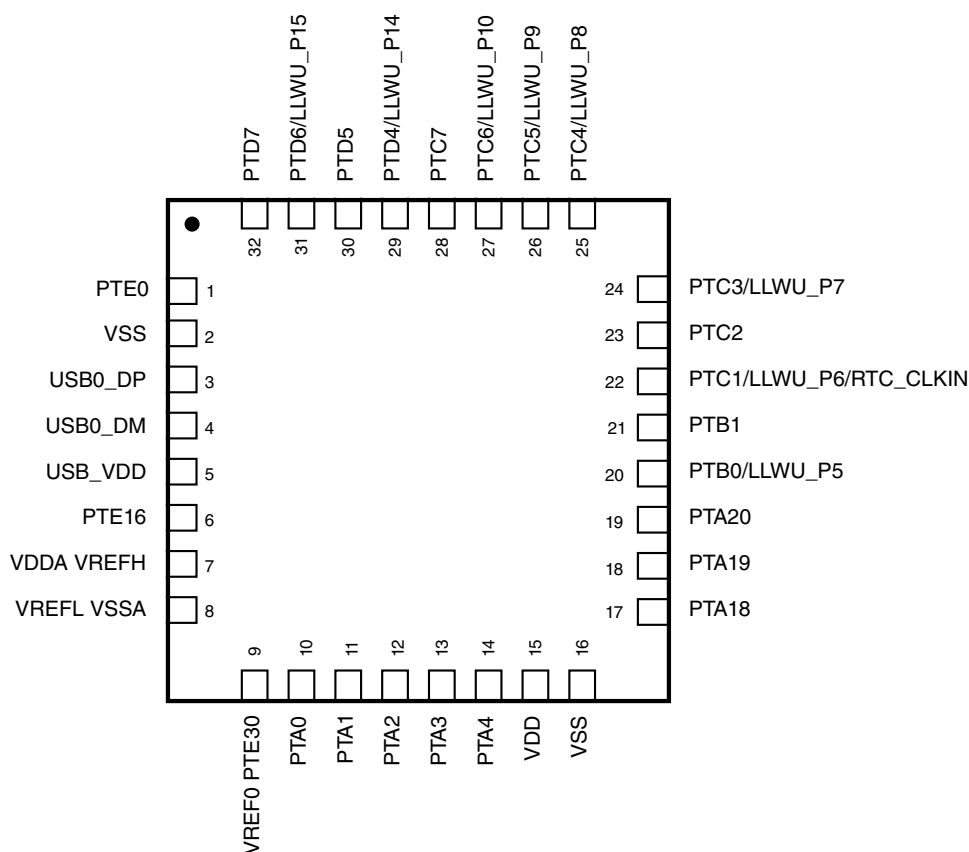 PTD7
PTD6/LLWU_P15
PTD5
PTD4/LLWU_P14
PTC7
PTC6/LLWU_P10
PTC5/LLWU_P9
PTC4/LLWU_P8
32
31
30
29
28
27
26
25
PTE0 1
VSS 2
USB0_DP 3
USB0_DM 4
USB_VDD 5
PTE16 6
VDDA VREFH 7
VREFL VSSA 8
24 PTC3/LLWU_P7
23 PTC2
22 PTC1/LLWU_P6/RTC_CLKIN
21 PTB1
20 PTB0/LLWU_P5
19 PTA20
18 PTA19
17 PTA18
9
10
11
12
13
14
15
16
VREF0 PTE30
PTA0
PTA1
PTA2
PTA3
PTA4
VDD
VSS